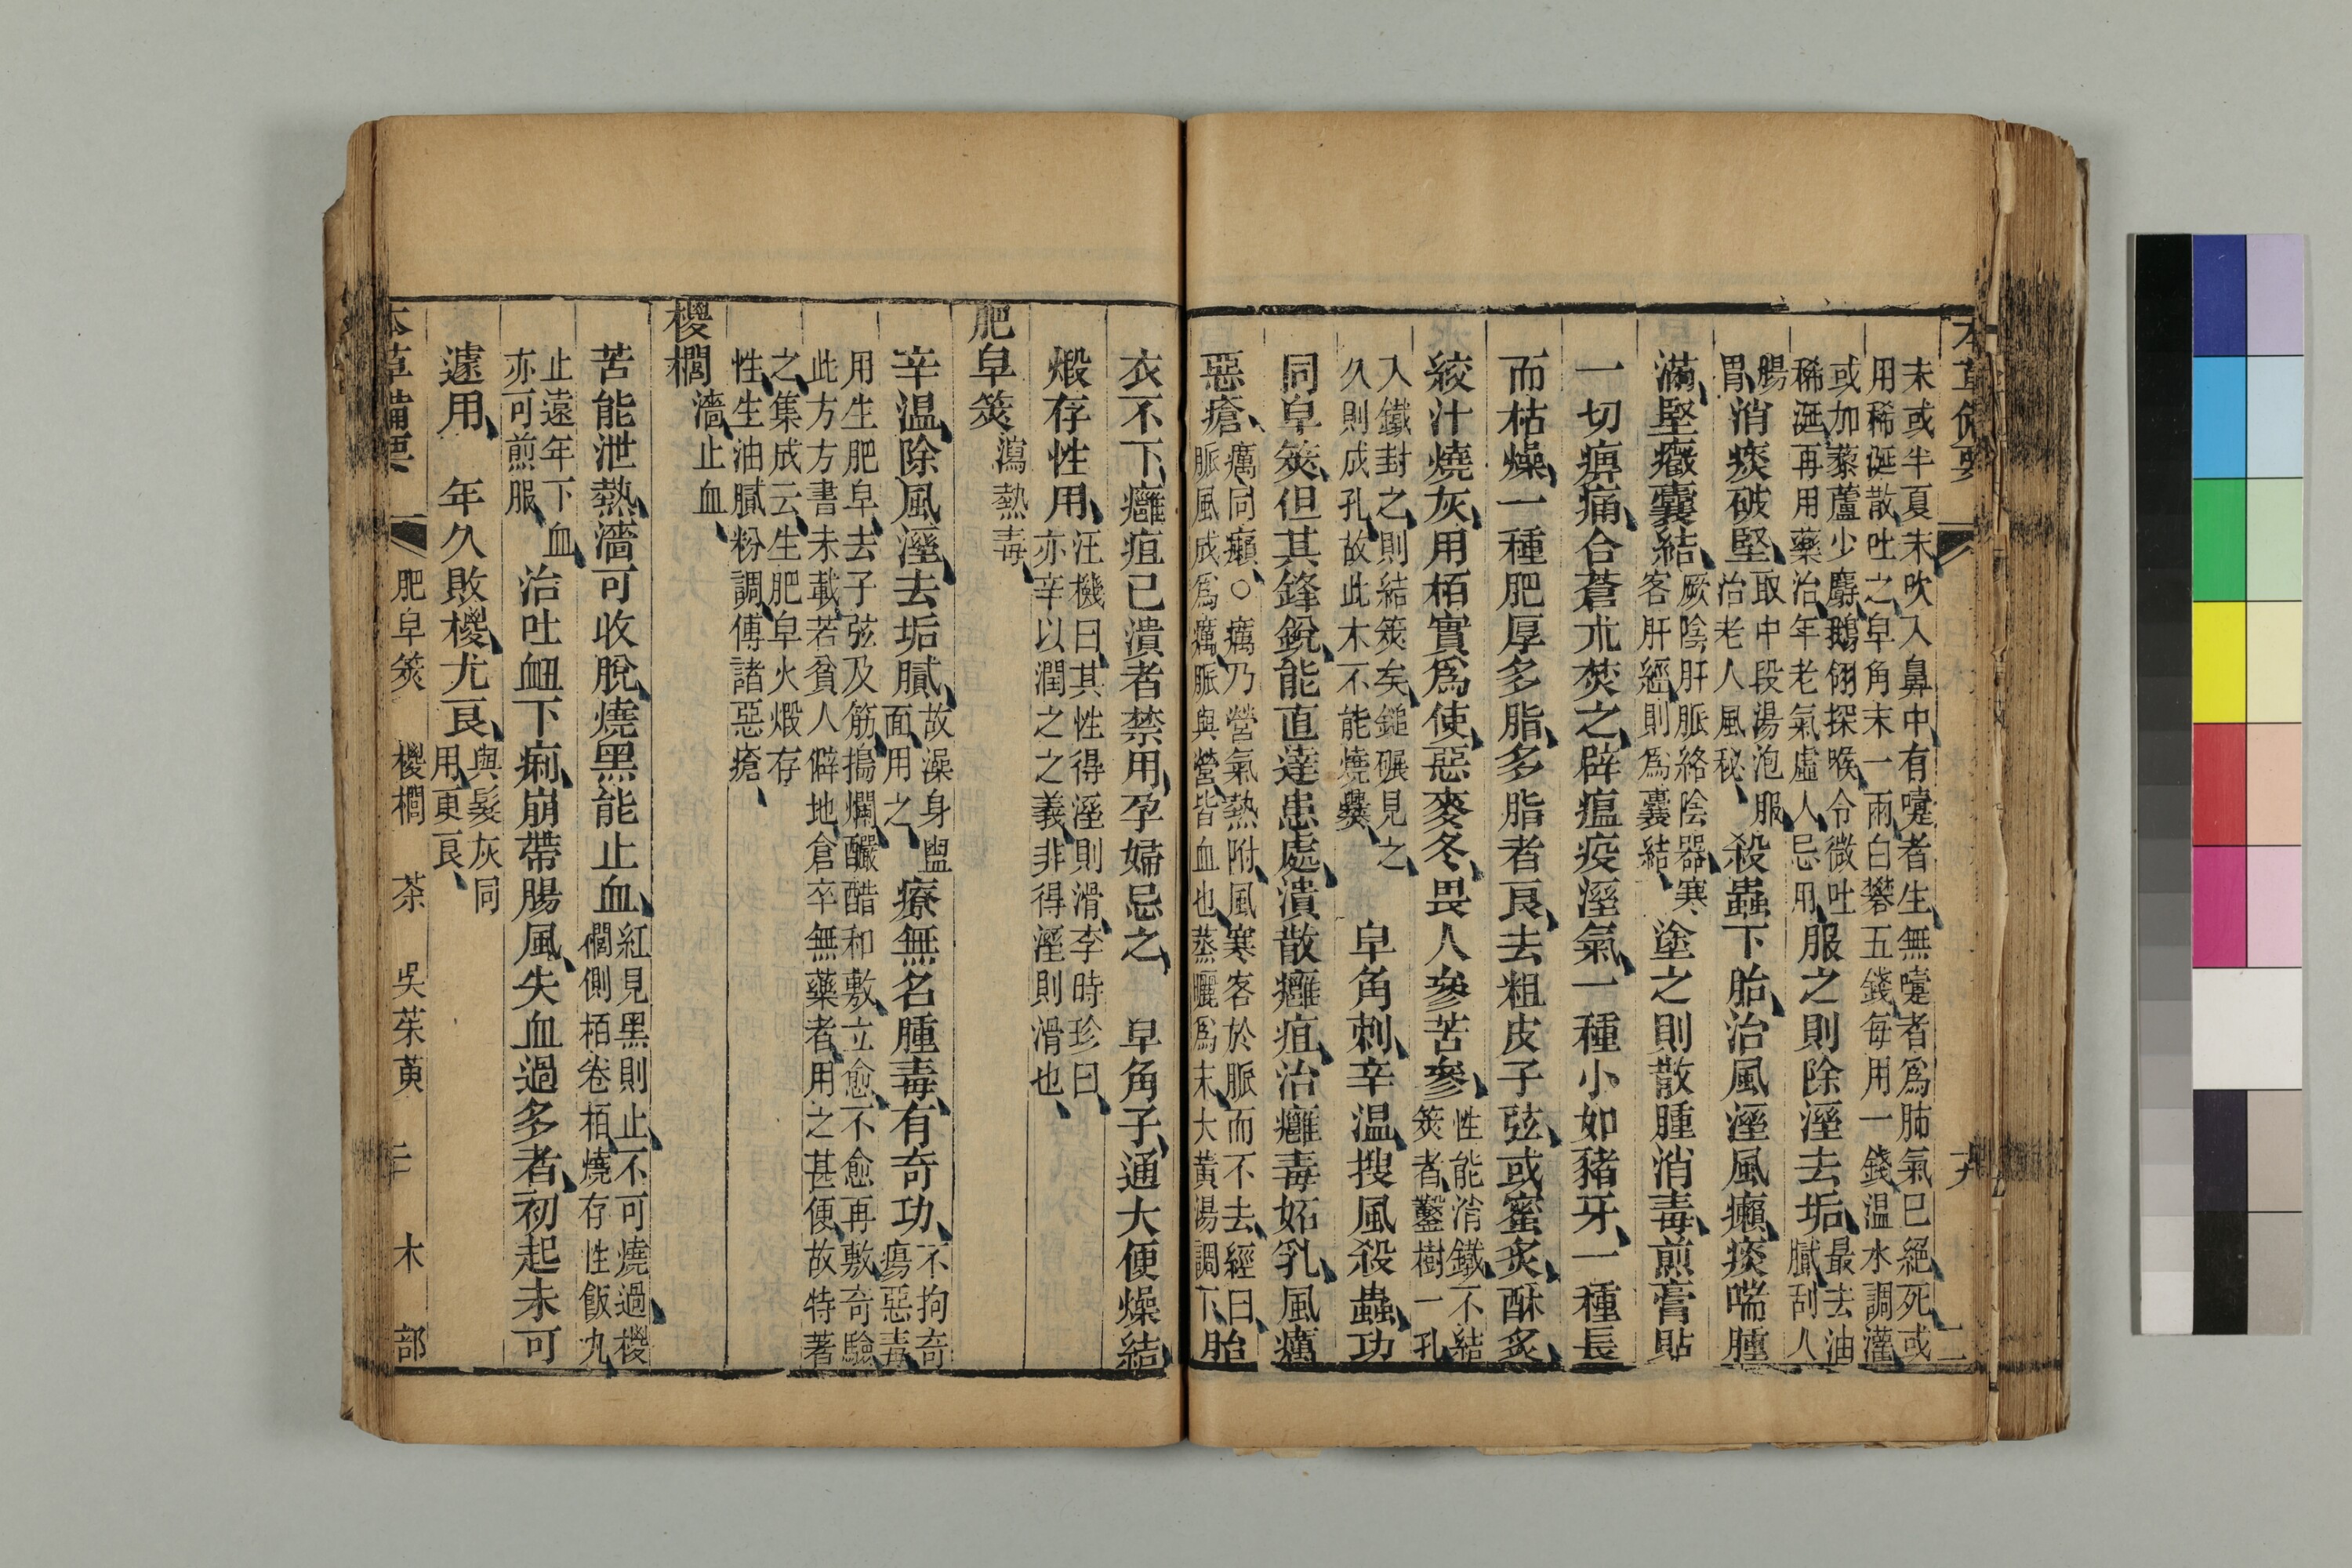 本草備要
末或半夏末吹入鼻中有嚏者生無嚏者爲肺氣已絕死或
用稀涎散吐之皁角末一兩白礬五錢每用一錢温水調灌
或加藜蘆少麝鵝翎探喉令微吐
稀涎再用藥治年老氣虛人忌用服之則除溼去垢最去油
膩刮人
腸
胃消痰破堅取中段湯泡服
治老人風秘殺蟲下胎治風溼風癩痰喘腫
滿堅癥囊結厥陰肝脈絡陰器寒
客肝經則爲囊結塗之則散腫消毒煎膏貼
一切痹痛合蒼朮焚之辟瘟疫溼氣一種小如豬牙一種長
而枯燥一種肥厚多脂多脂者良去粗皮子弦或蜜炙酥炙
絞汁燒灰用栢實爲使惡麥冬畏人參苦參性能消鐵不結
筴者鑿樹一孔
入鐵封之則結筴矣鎚碾見之
久則成孔故此木不能燒爨皁角刺辛温搜風殺蟲功
同皁筴但其鋒銳能直達患處潰散癰疽治癰毒妬乳風癘
惡瘡癘同癩○癘乃營氣熱附風寒客於脈而不去經曰
脈風成爲癘脈與營皆血也蒸曬爲末大黃湯調下胎
衣不下癰疽已潰者禁用孕婦忌之　皁角子通大便燥結
煅存性用汪機曰其性得溼則滑李時珍曰
亦辛以潤之之義非得溼則滑也
肥皁筴瀉熱毒
辛温除風溼去垢膩故澡身盥
面用之療無名腫毒有奇功不拘奇
瘍惡毒
用生肥皁去子弦及筋搗爛釅醋和敷立愈不愈再敷奇驗
此方方書未載若貧人僻地倉卒無藥者用之甚便故特著
之集成云生肥皁火煅存
性生油膩粉調傅諸惡瘡
椶櫚濇止血
苦能泄熱濇可收脫燒黑能止血紅見黑則止不可燒過椶
櫚側栢卷栢燒存性飯丸
止遠年下血
亦可煎服治吐衄下痢崩帶腸風失血過多者初起未可
遽用　年久敗椶尤良與髮灰同
用更良
本草備要　肥皁筴　椶櫚　茶　吳茱萸　木部